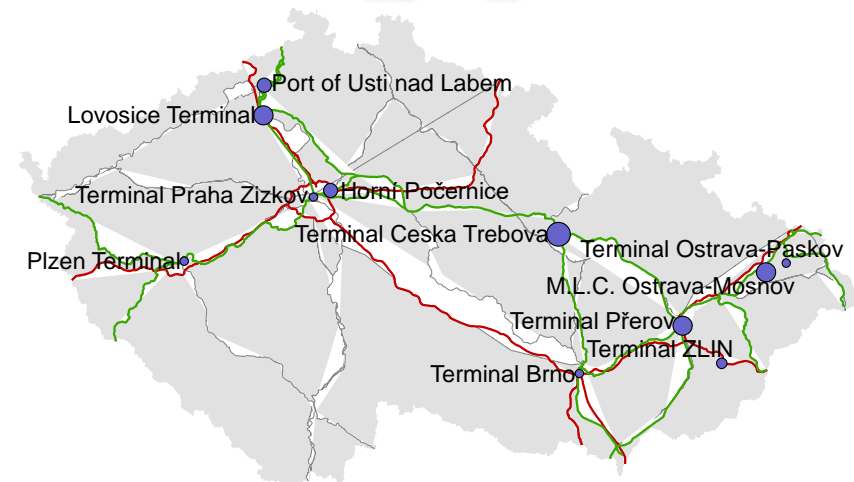 Port of Usti nad Labem
Lovosice Terminal
Terminal Praha Zizkov
Horní Počernice
Terminal Ceska Trebova
Terminal Ostrava-Paskov
Plzen Terminal
M.L.C. Ostrava-Mosnov
Terminal Přerov
Terminal ZLIN
Terminal Brno